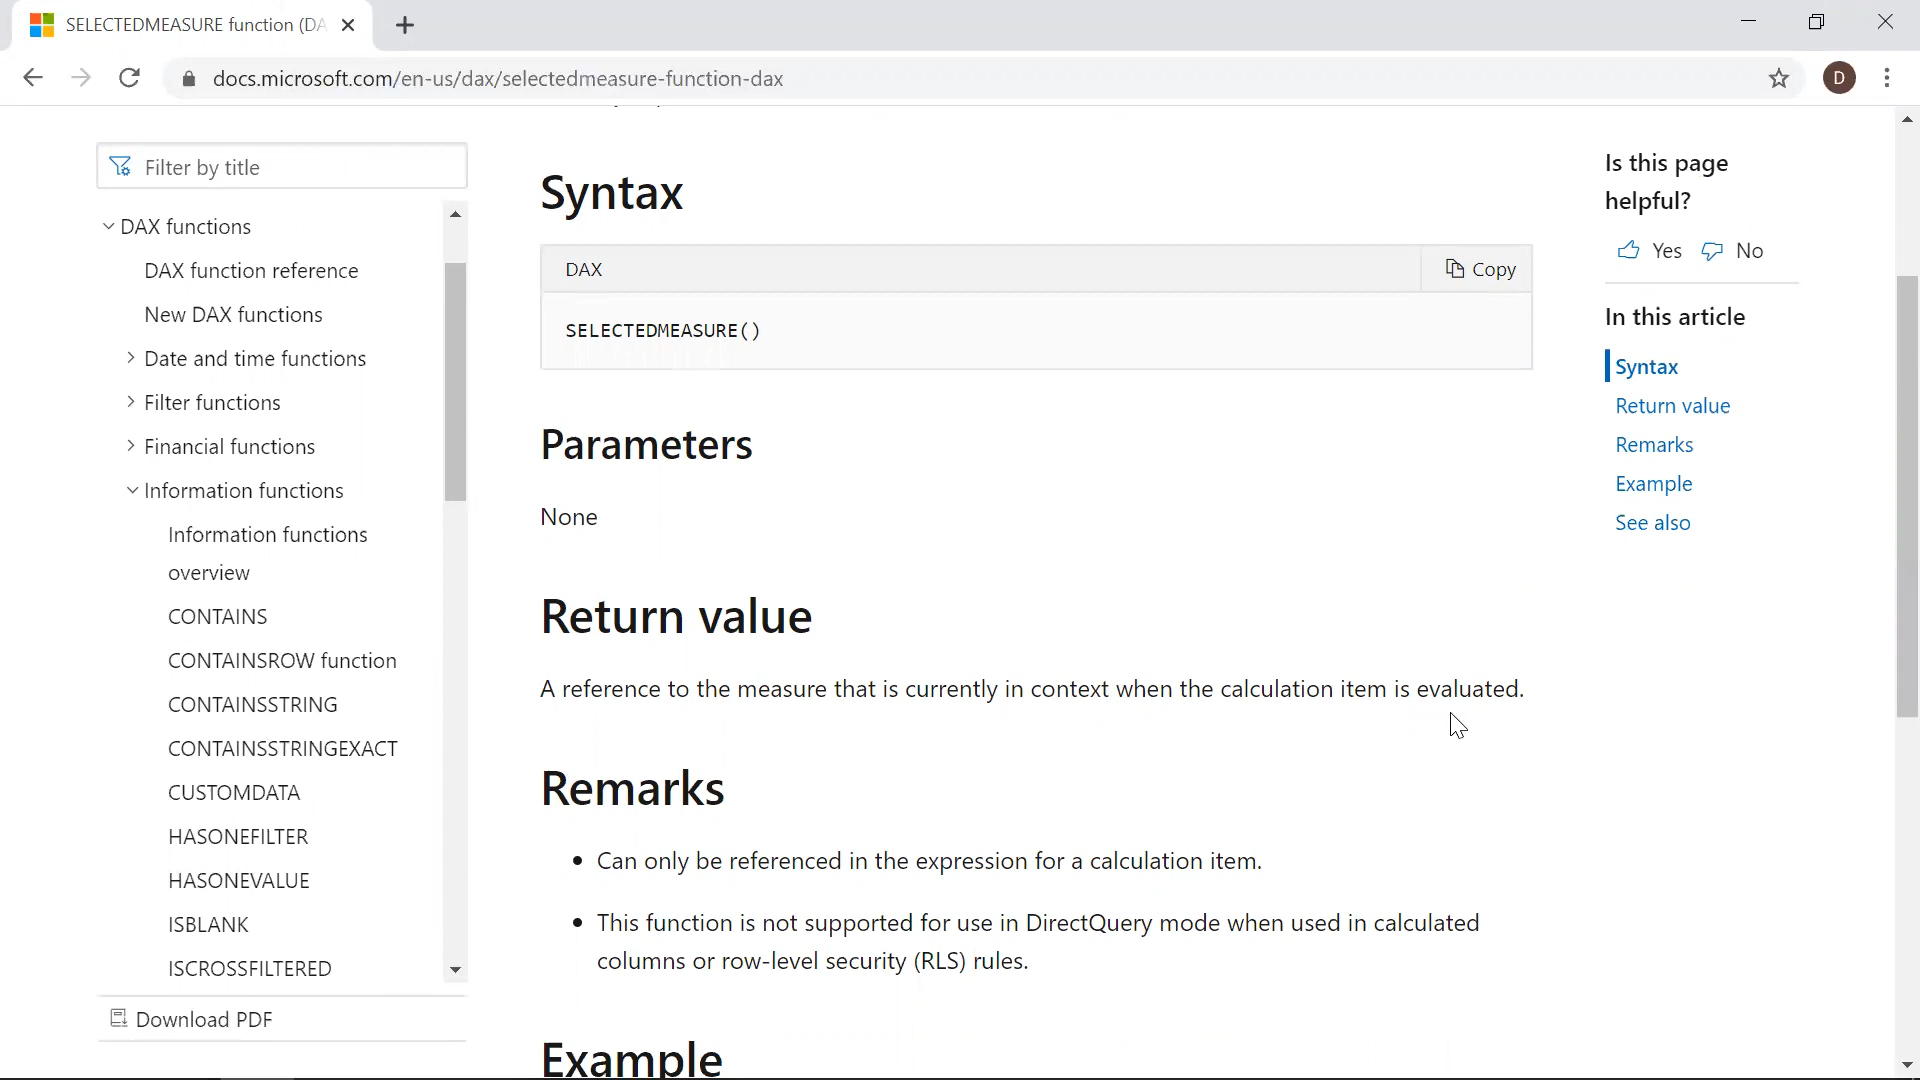 SELECTEDMEASURE function (DA
docs.microsoft.com/en-us/dax/selectedmeasure-function-dax
D
Filter by title
DAX functions
DAX function reference
New DAX functions
Date and time functions
Filter functions
Financial functions
Information functions
Information functions
overview
CONTAINS
CONTAINSROW function
CONTAINSSTRING
CONTAINSSTRINGEXACT
CUSTOMDATA
HASONEFILTER
HASONEVALUE
ISBLANK
ISCROSSFILTERED
Download PDF
Syntax
DAX
Copy
SELECTEDMEASURE()
Parameters
None
Return value
A reference to the measure that is currently in context when the calculation item is evaluated.
Remarks
• Can only be referenced in the expression for a calculation item.
• This function is not supported for use in DirectQuery mode when used in calculated
columns or row-level security (RLS) rules.
Example
Is this page
helpful?
Yes No
In this article
Syntax
Return value
Remarks
Example
See also